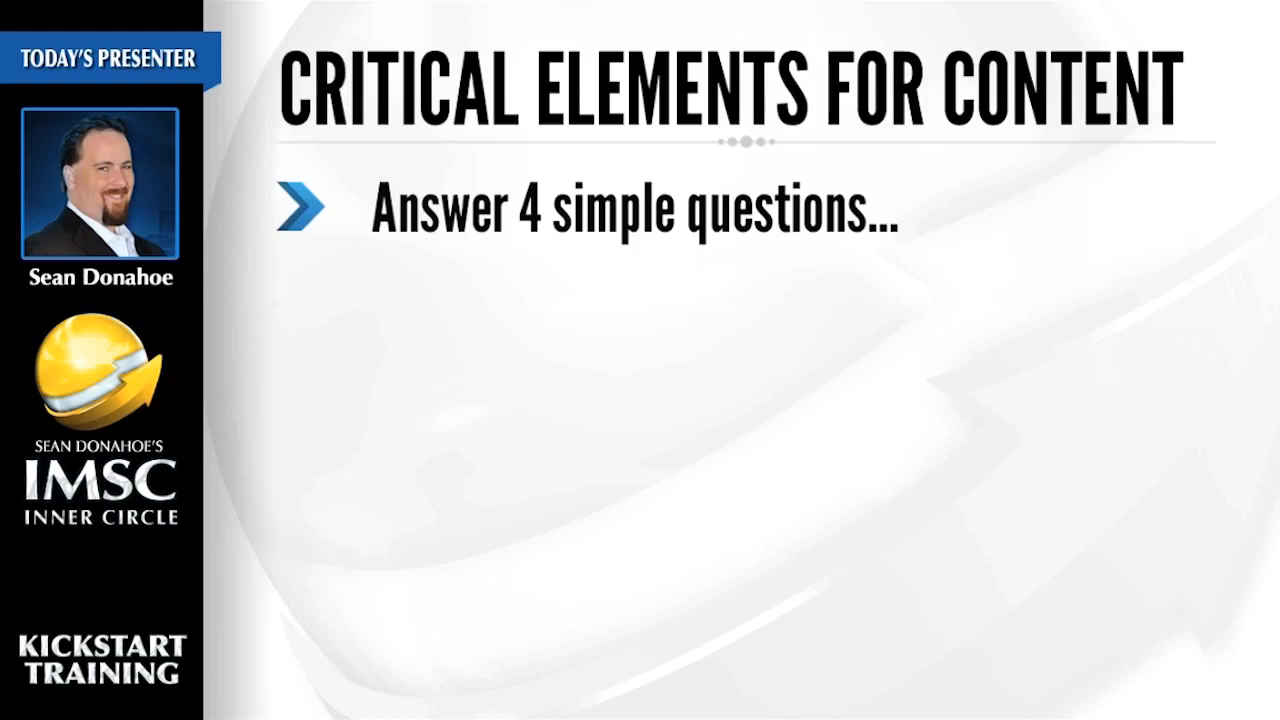 TODAY'S PRESENTER
Sean Donahoe
SEAN DONAHOE'S
IMSC
INNER CIRCLE
KICKSTART
TRAINING
CRITICAL ELEMENTS FOR CONTENT
Answer 4 simple questions...